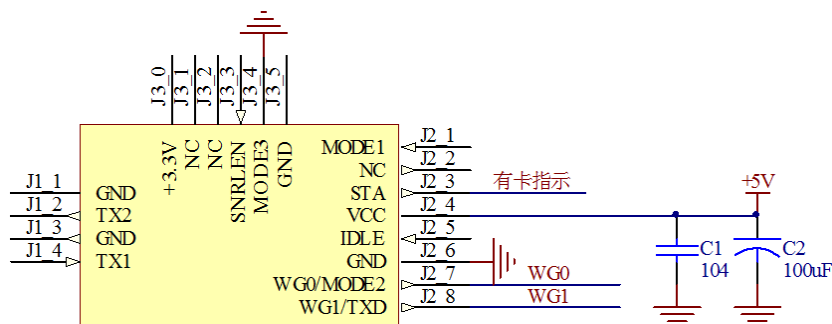 J3_0
J3_1
J3_2
J3_3
J3_4
J3_5
+3.3V
NC
NC
SNRLEN
MODE3
GND
J1_1
GND
J1_2
TX2
J1_3
GND
J1_4
TX1
MODE1
J2_1
NC
J2_2
STA
J2_3
有卡指示
VCC
J2_4
+5V
IDLE
J2_5
GND
J2_6
WG0/MODE2
J2_7
WG0
WG1/TXD
J2_8
WG1
C1
104
C2
100uF